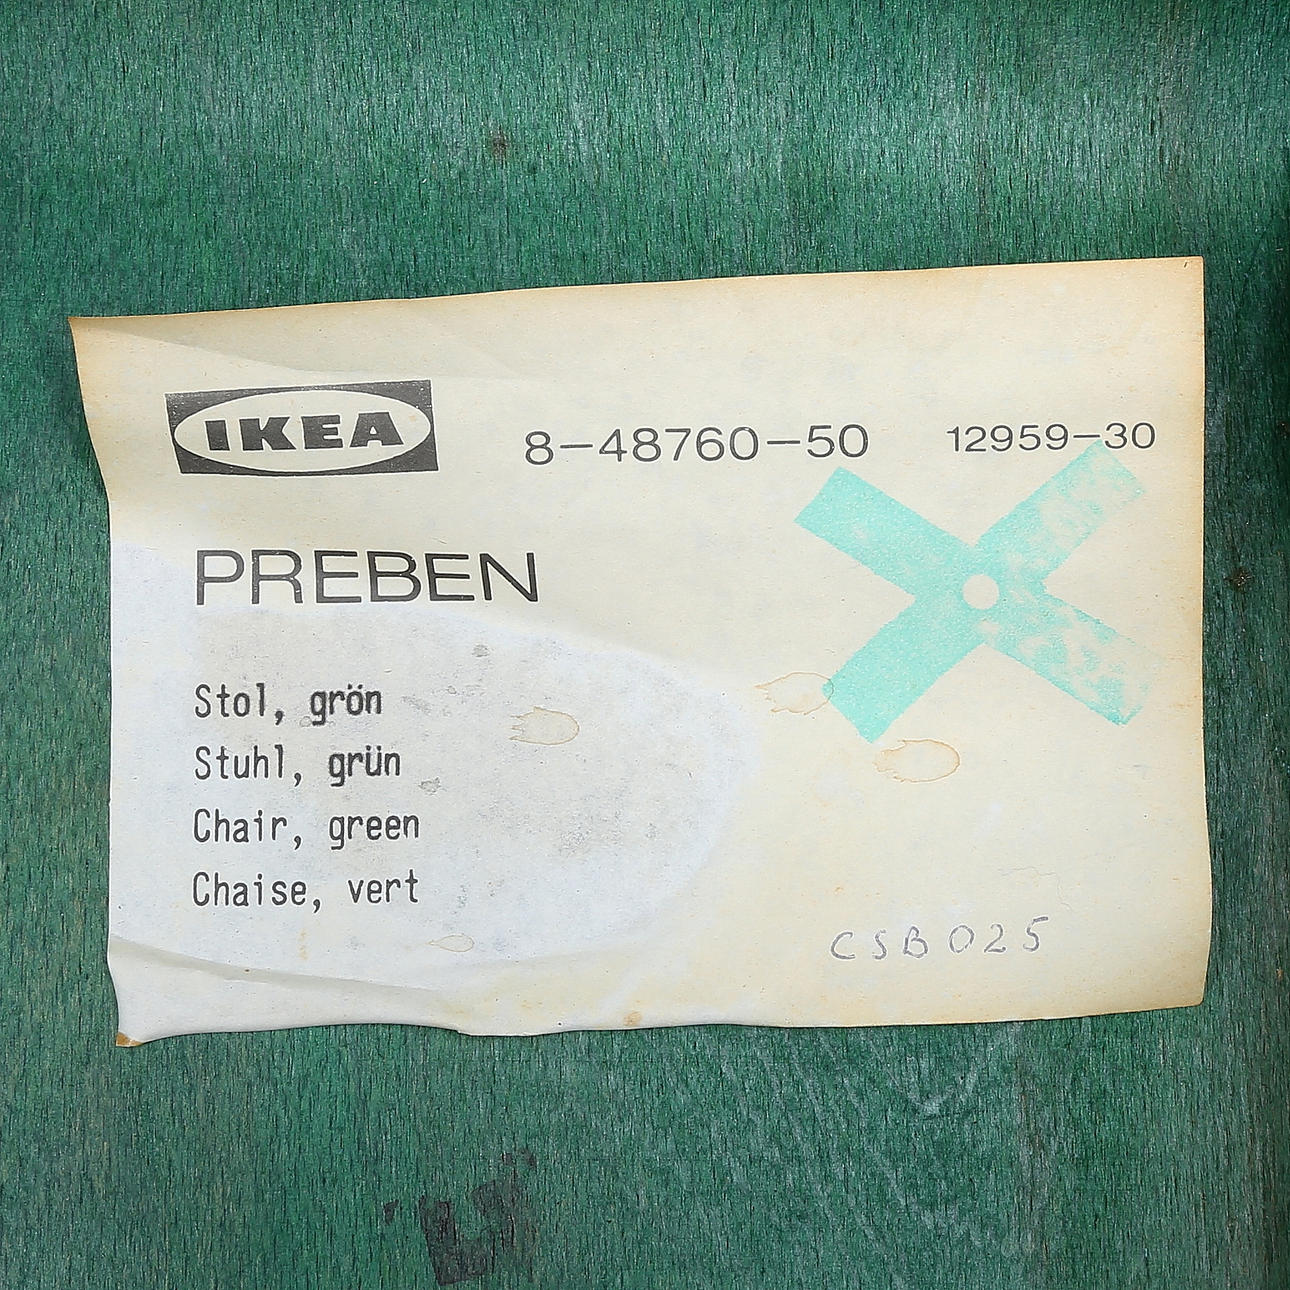 IKEA 8-48760-50 12959-30
PREBEN
Stol, grön
Stuhl, grün
Chair, green
Chaise, vert
CSB025